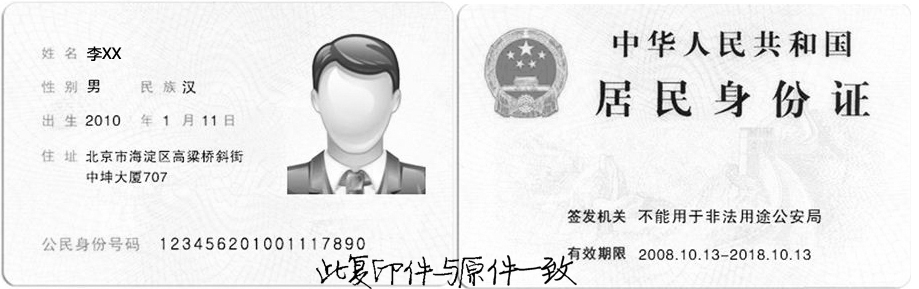 姓名 李XX
性别 男 民族 汉
出生 2010 年 1 月 11 日
住址 北京市海淀区高梁桥斜街
中坤大厦707
公民身份号码 123456201001117890
中华人民共和国
居民身份证
签发机关 不能用于非法用途公安局
有效期限 2008.10.13-2018.10.13
此复印件与原件一致